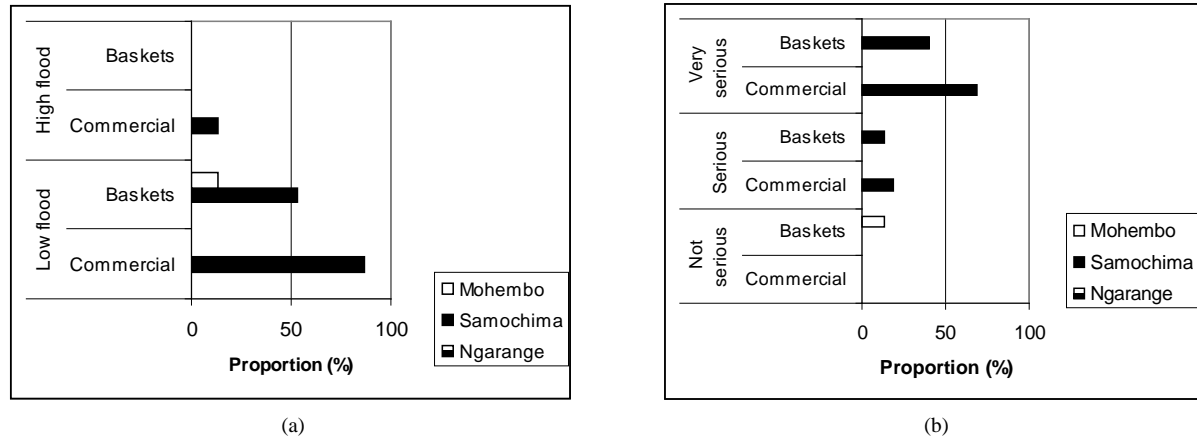 High flood
Baskets
Commercial
Low flood
Baskets
Commercial
0 50 100
Proportion (%)
Mohembo
Samochima
Ngarange
(a)
Very serious
Baskets
Commercial
Serious
Baskets
Commercial
Not serious
Baskets
Commercial
0 50 100
Proportion (%)
Mohembo
Samochima
Ngarange
(b)